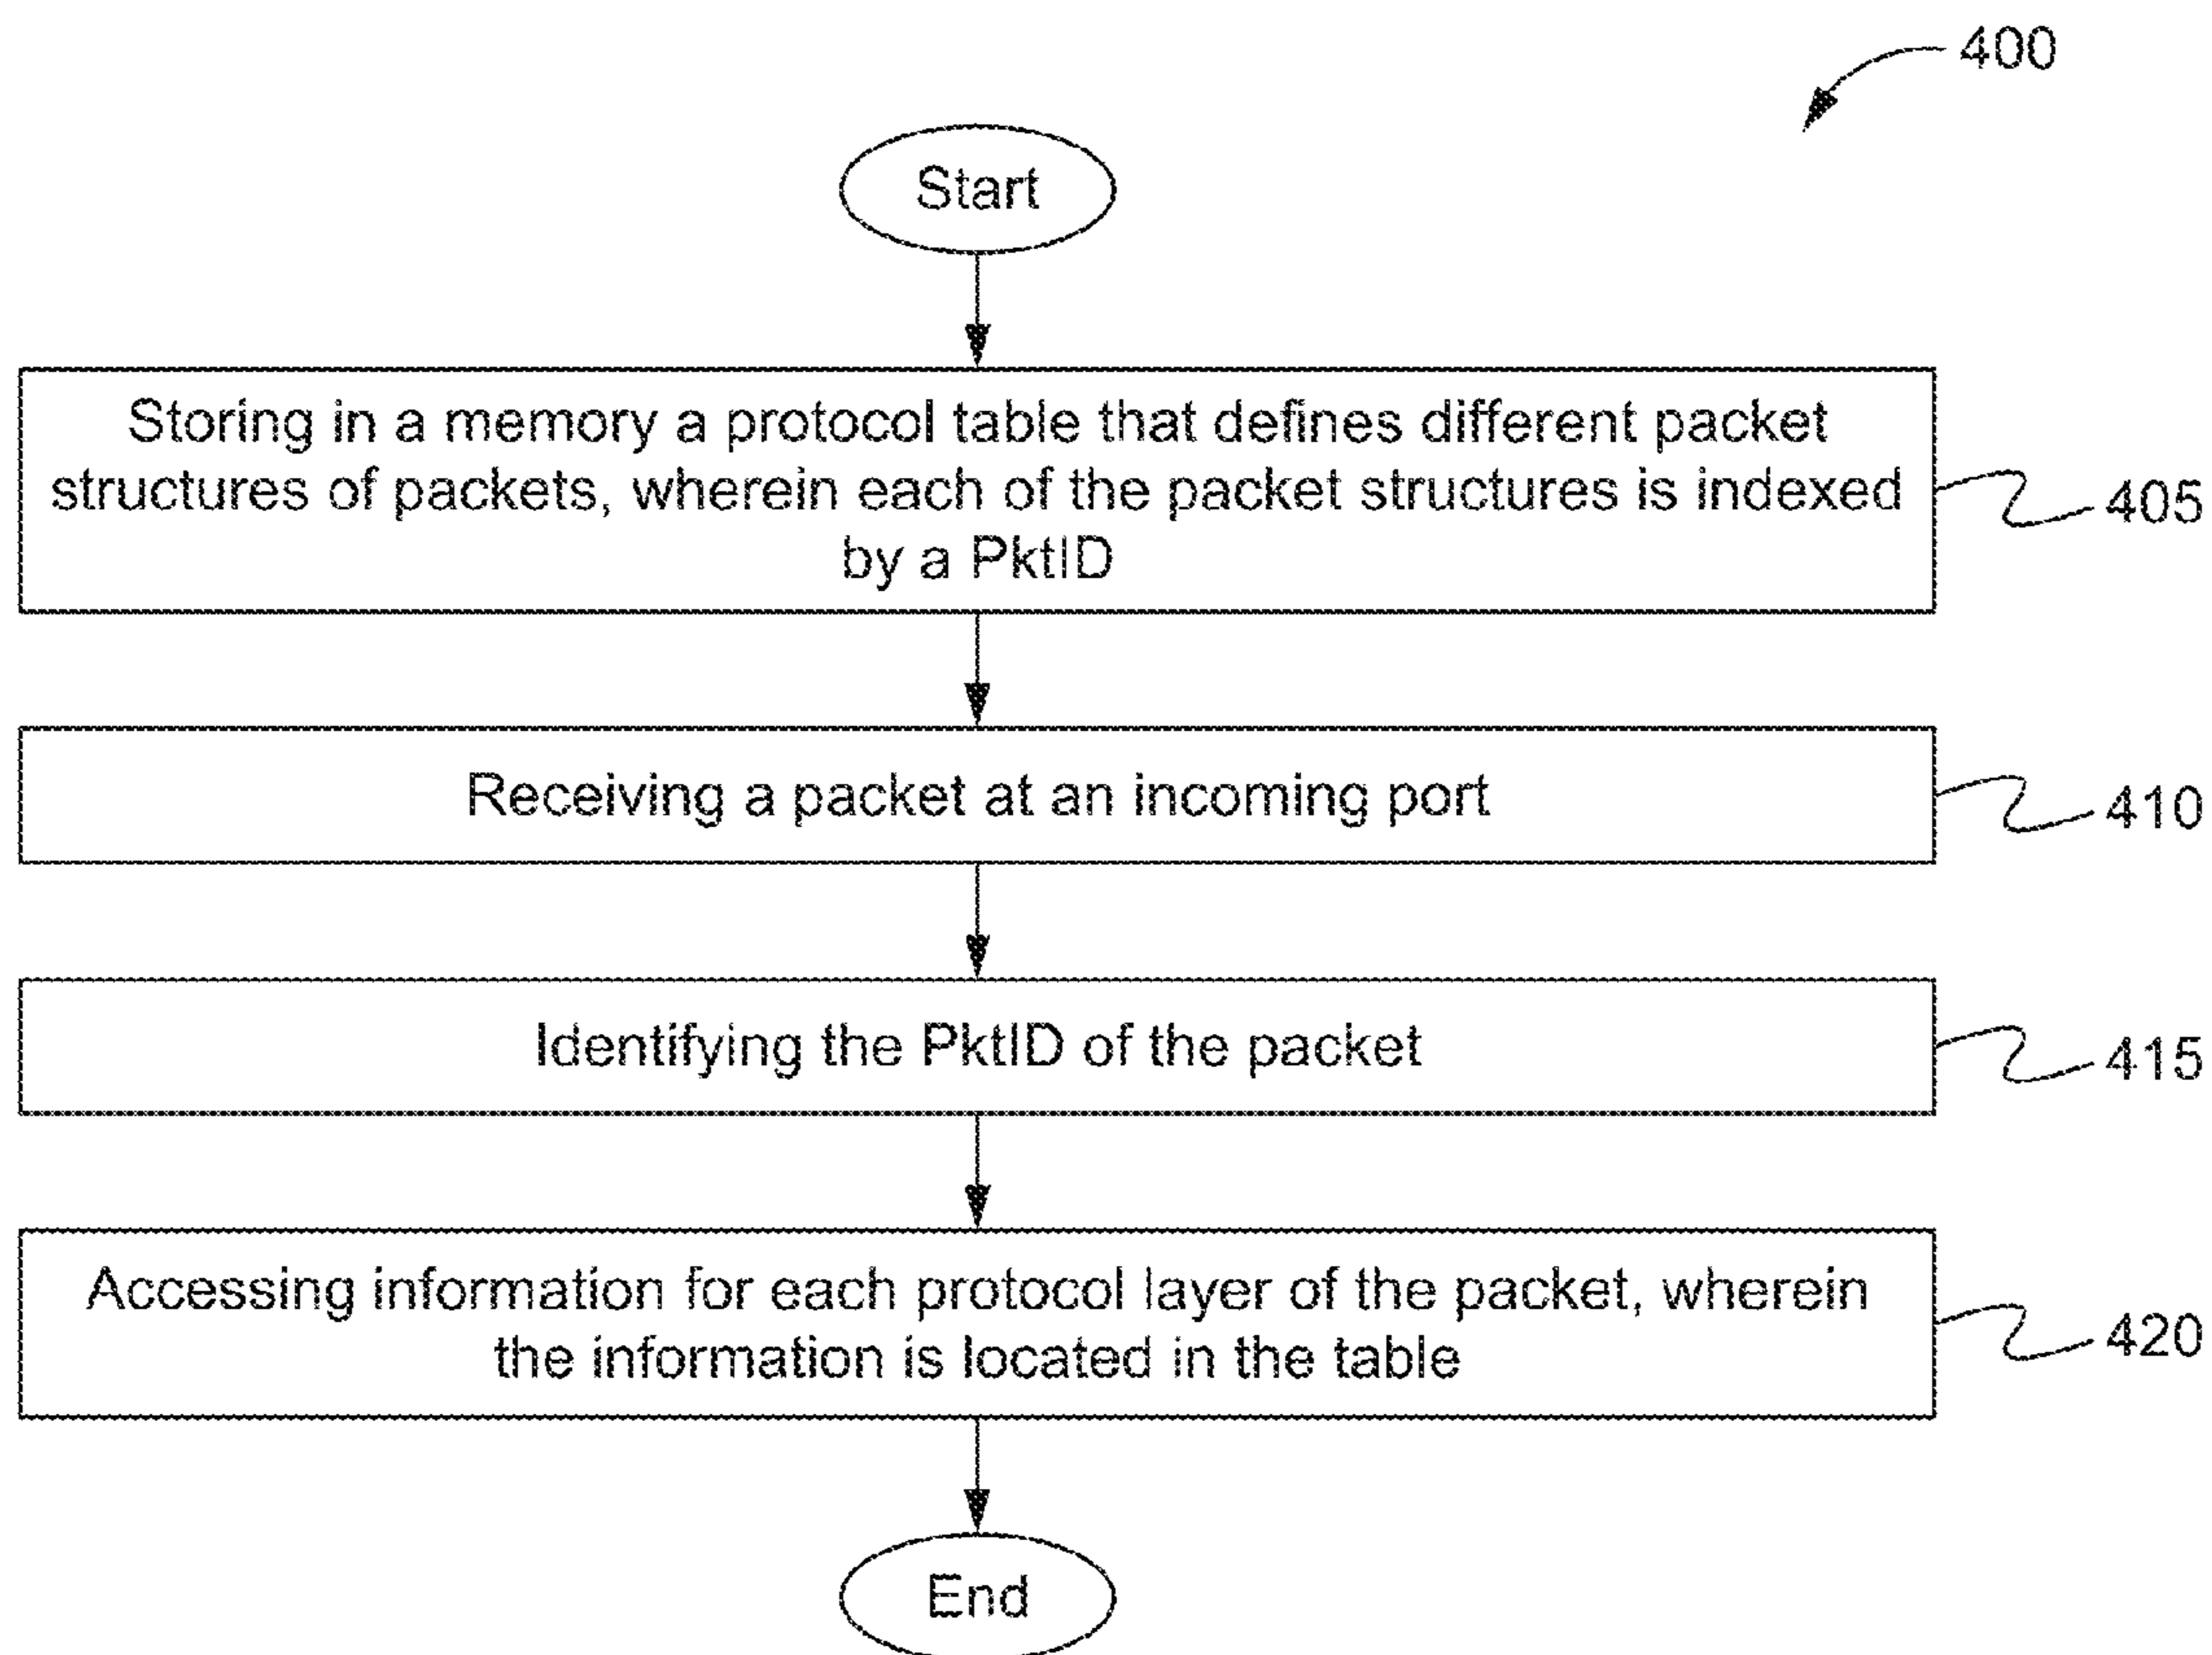 400
Start
Storing in a memory a protocol table that defines different packet
structures of packets, wherein each of the packet structures is indexed
by a PktID
405
Receiving a packet at an incoming port
410
Identifying the PktID of the packet
415
Accessing information for each protocol layer of the packet, wherein
the information is located in the table
420
End